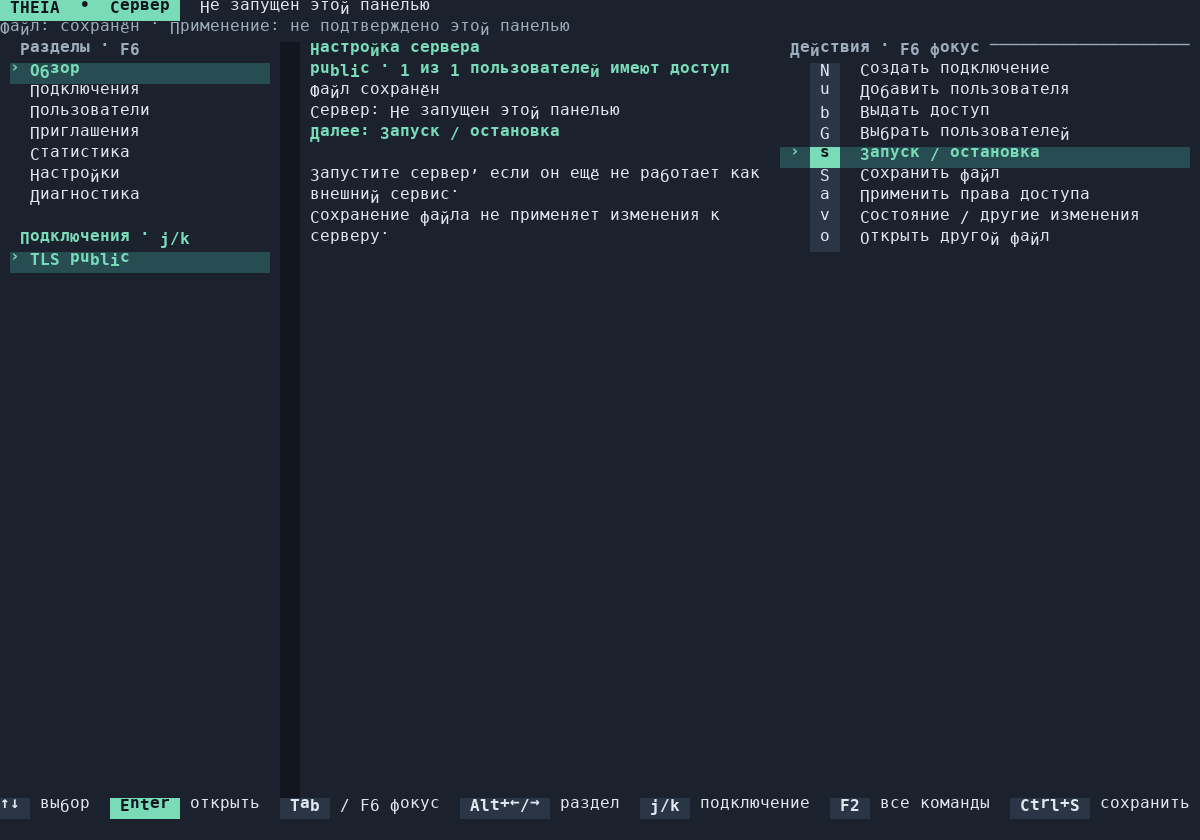 THEIA • Сервер Не запущен этой панелью
Файл: сохранён · Применение: не подтверждено этой панелью
Разделы · F6
› Обзор
Подключения
Пользователи
Приглашения
Статистика
Настройки
Диагностика
Подключения · j/k
› TLS public
Настройка сервера
public · 1 из 1 пользователей имеют доступ
Файл сохранён
Сервер: Не запущен этой панелью
Далее: Запуск / остановка
Запустите сервер, если он ещё не работает как
внешний сервис.
Сохранение файла не применяет изменения к
серверу.
Действия · F6 фокус
N Создать подключение
u Добавить пользователя
b Выдать доступ
G Выбрать пользователей
› s Запуск / остановка
S Сохранить файл
a Применить права доступа
v Состояние / другие изменения
o Открыть другой файл
↑↓ выбор Enter открыть Tab / F6 фокус Alt+←/→ раздел j/k подключение F2 все команды Ctrl+S сохранить